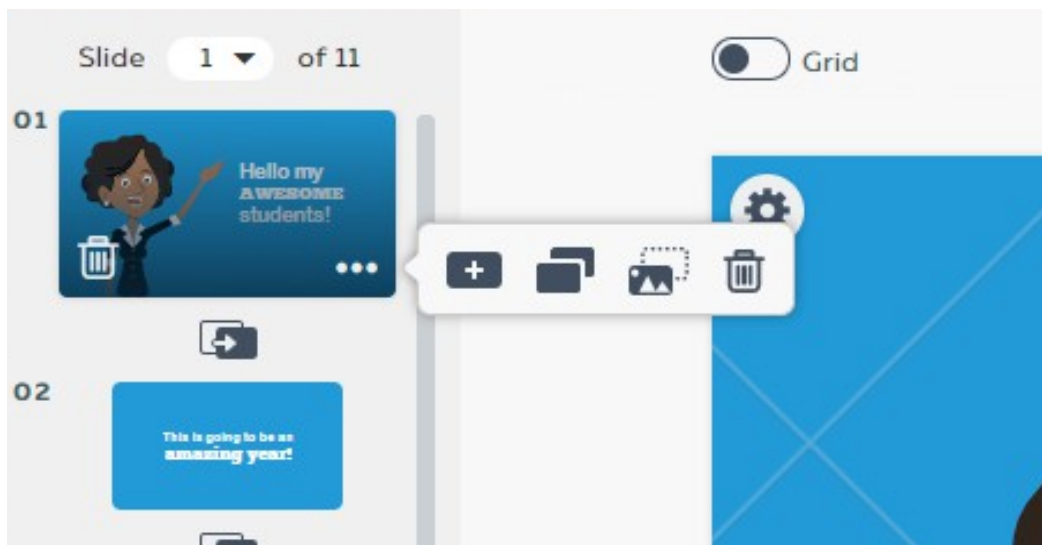 Slide 1 of 11
Grid
01
Hello my
AWESOME
students!
02
This is going to be an
amazing year!